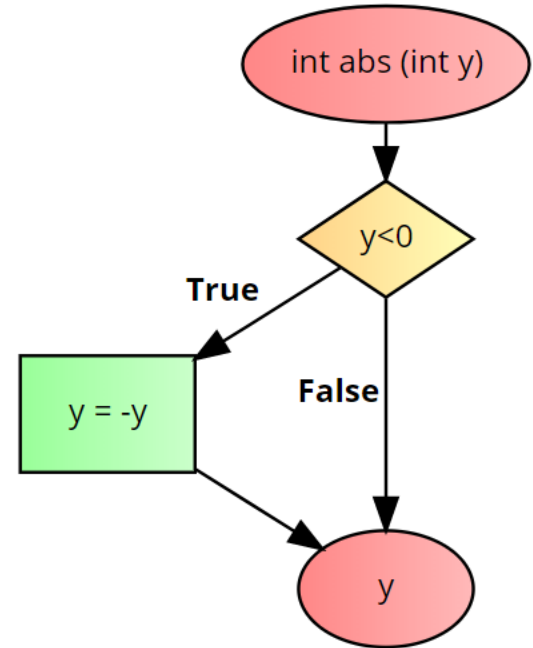 int abs (int y)
y<0
True
False
y = -y
y